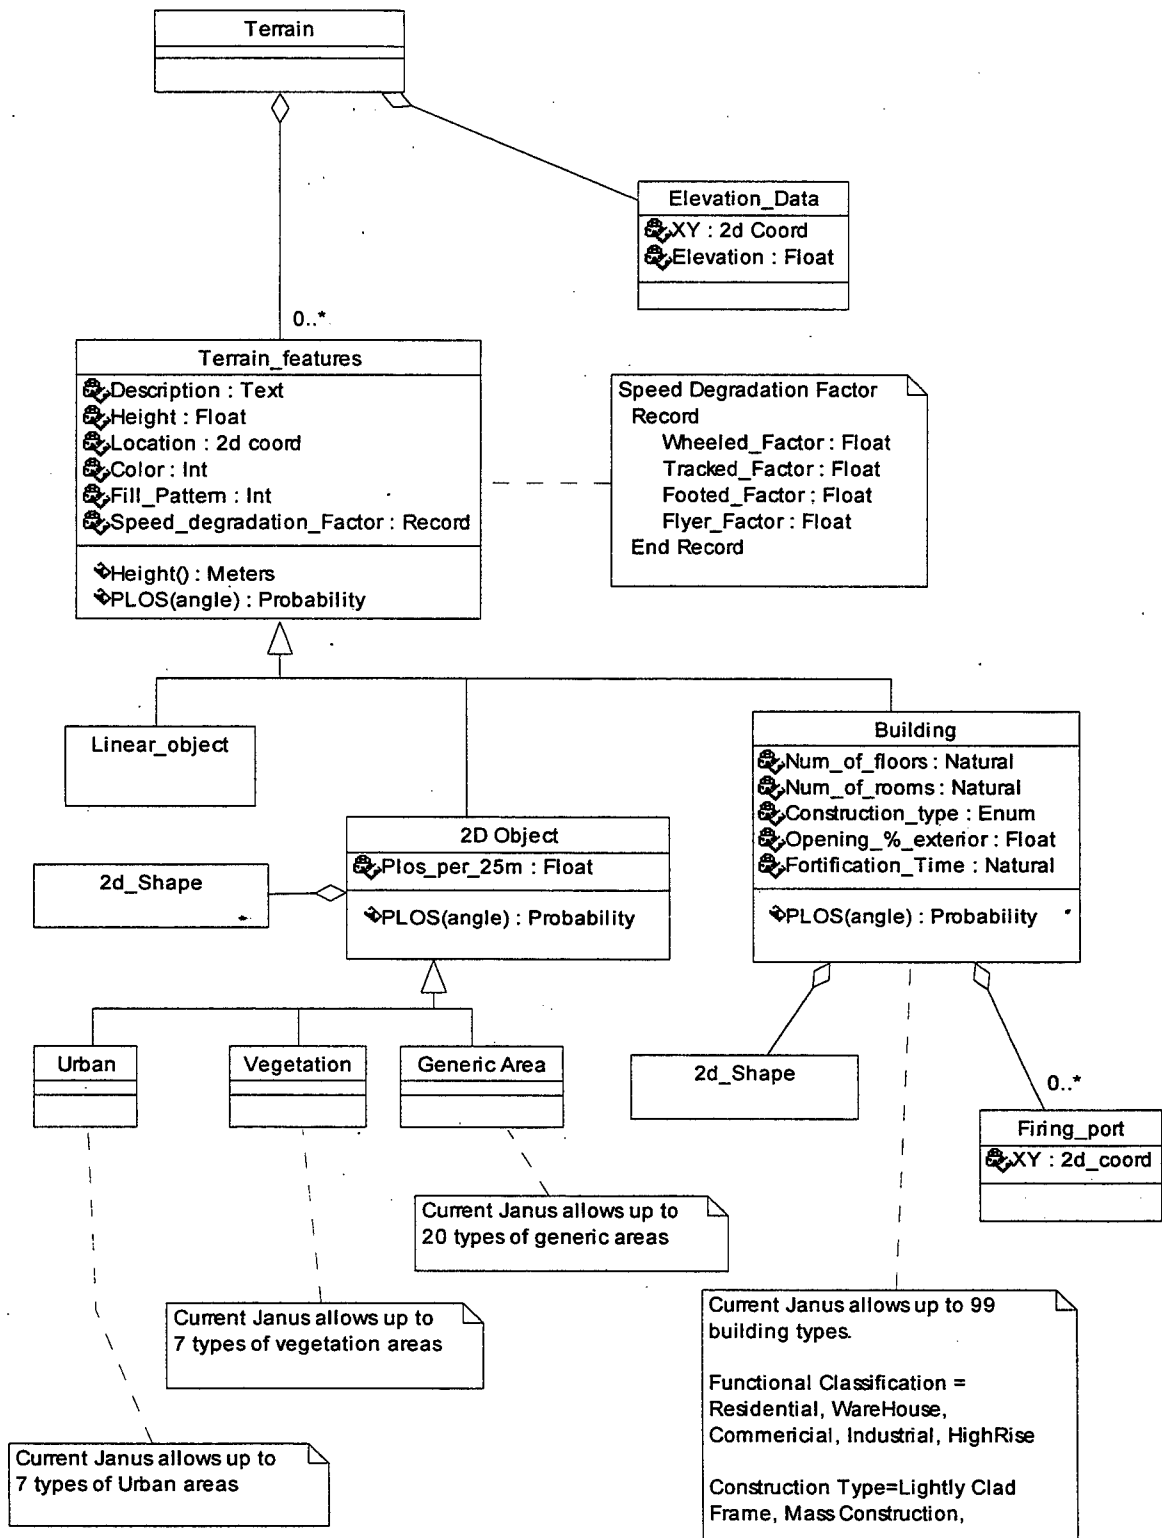 Terrain
Elevation_Data
XY : 2d Coord
Elevation : Float
0..*
Terrain_features
Description : Text
Height : Float
Location : 2d coord
Color : Int
Fill_Pattern : Int
Speed_degradation_Factor : Record
Height() : Meters
PLOS(angle) : Probability
Speed Degradation Factor
Record
Wheeled_Factor : Float
Tracked_Factor : Float
Footed_Factor : Float
Flyer_Factor : Float
End Record
Linear_object
Building
Num_of_floors : Natural
Num_of_rooms : Natural
Construction_type : Enum
Opening_%_exterior : Float
Fortification_Time : Natural
PLOS(angle) : Probability
2D Object
Plos_per_25m : Float
PLOS(angle) : Probability
2d_Shape
Urban
Vegetation
Generic Area
2d_Shape
0..*
Firing_port
XY : 2d_coord
Current Janus allows up to
20 types of generic areas
Current Janus allows up to
7 types of vegetation areas
Current Janus allows up to
7 types of Urban areas
Current Janus allows up to 99
building types.
Functional Classification =
Residential, WareHouse,
Commericial, Industrial, HighRise
Construction Type=Lightly Clad
Frame, Mass Construction,